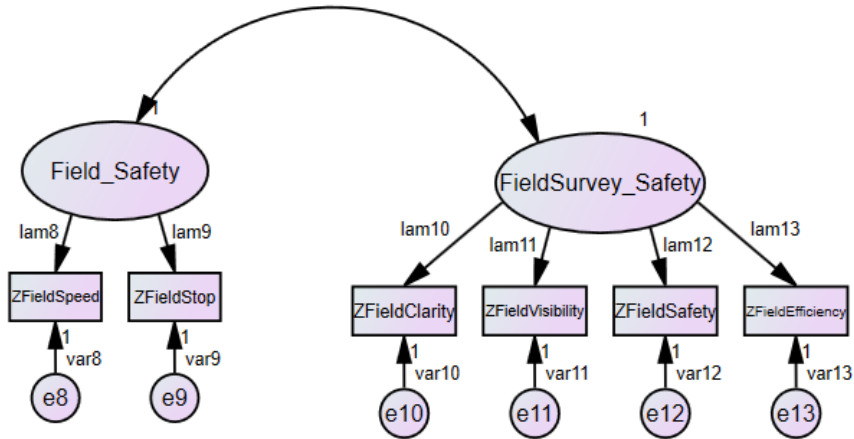 1
1
Field_Safety
FieldSurvey_Safety
lam8
lam9
lam10
lam11
lam12
lam13
ZFieldSpeed
ZFieldStop
ZFieldClarity
ZFieldVisibility
ZFieldSafety
ZFieldEfficiency
1
var8
1
var9
1
var10
1
var11
1
var12
1
var13
e8
e9
e10
e11
e12
e13